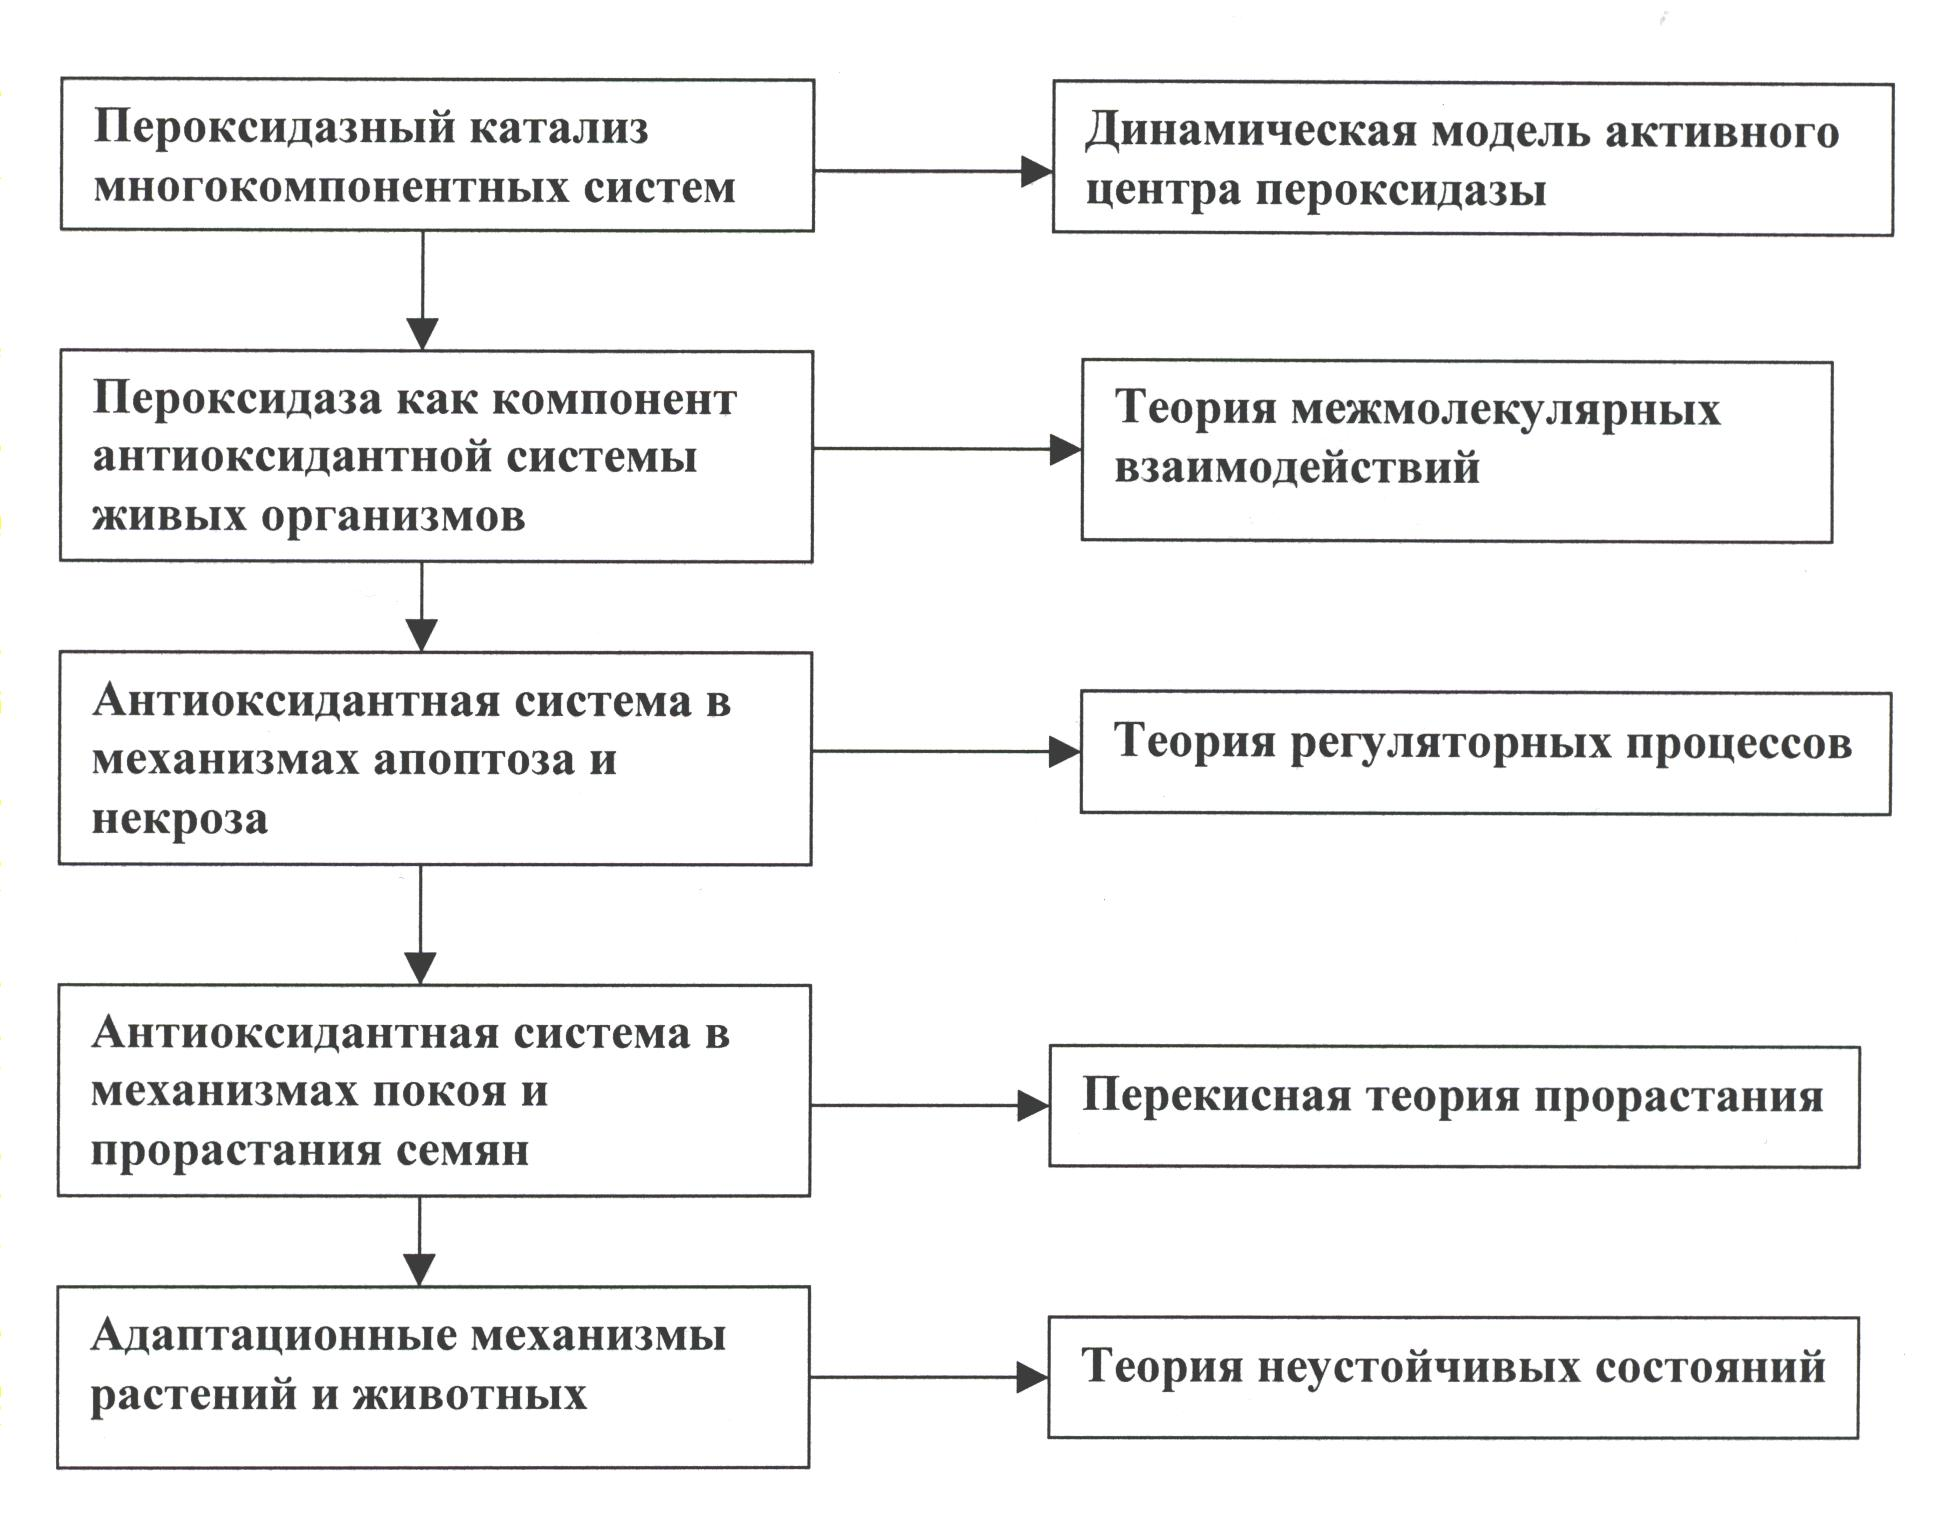 Пероксидазный катализ
многокомпонентных систем
Динамическая модель активного
центра пероксидазы
Пероксидаза как компонент
антиоксидантной системы
живых организмов
Теория межмолекулярных
взаимодействий
Антиоксидантная система в
механизмах апоптоза и
некроза
Теория регуляторных процессов
Антиоксидантная система в
механизмах покоя и
прорастания семян
Перекисная теория прорастания
Адаптационные механизмы
растений и животных
Теория неустойчивых состояний